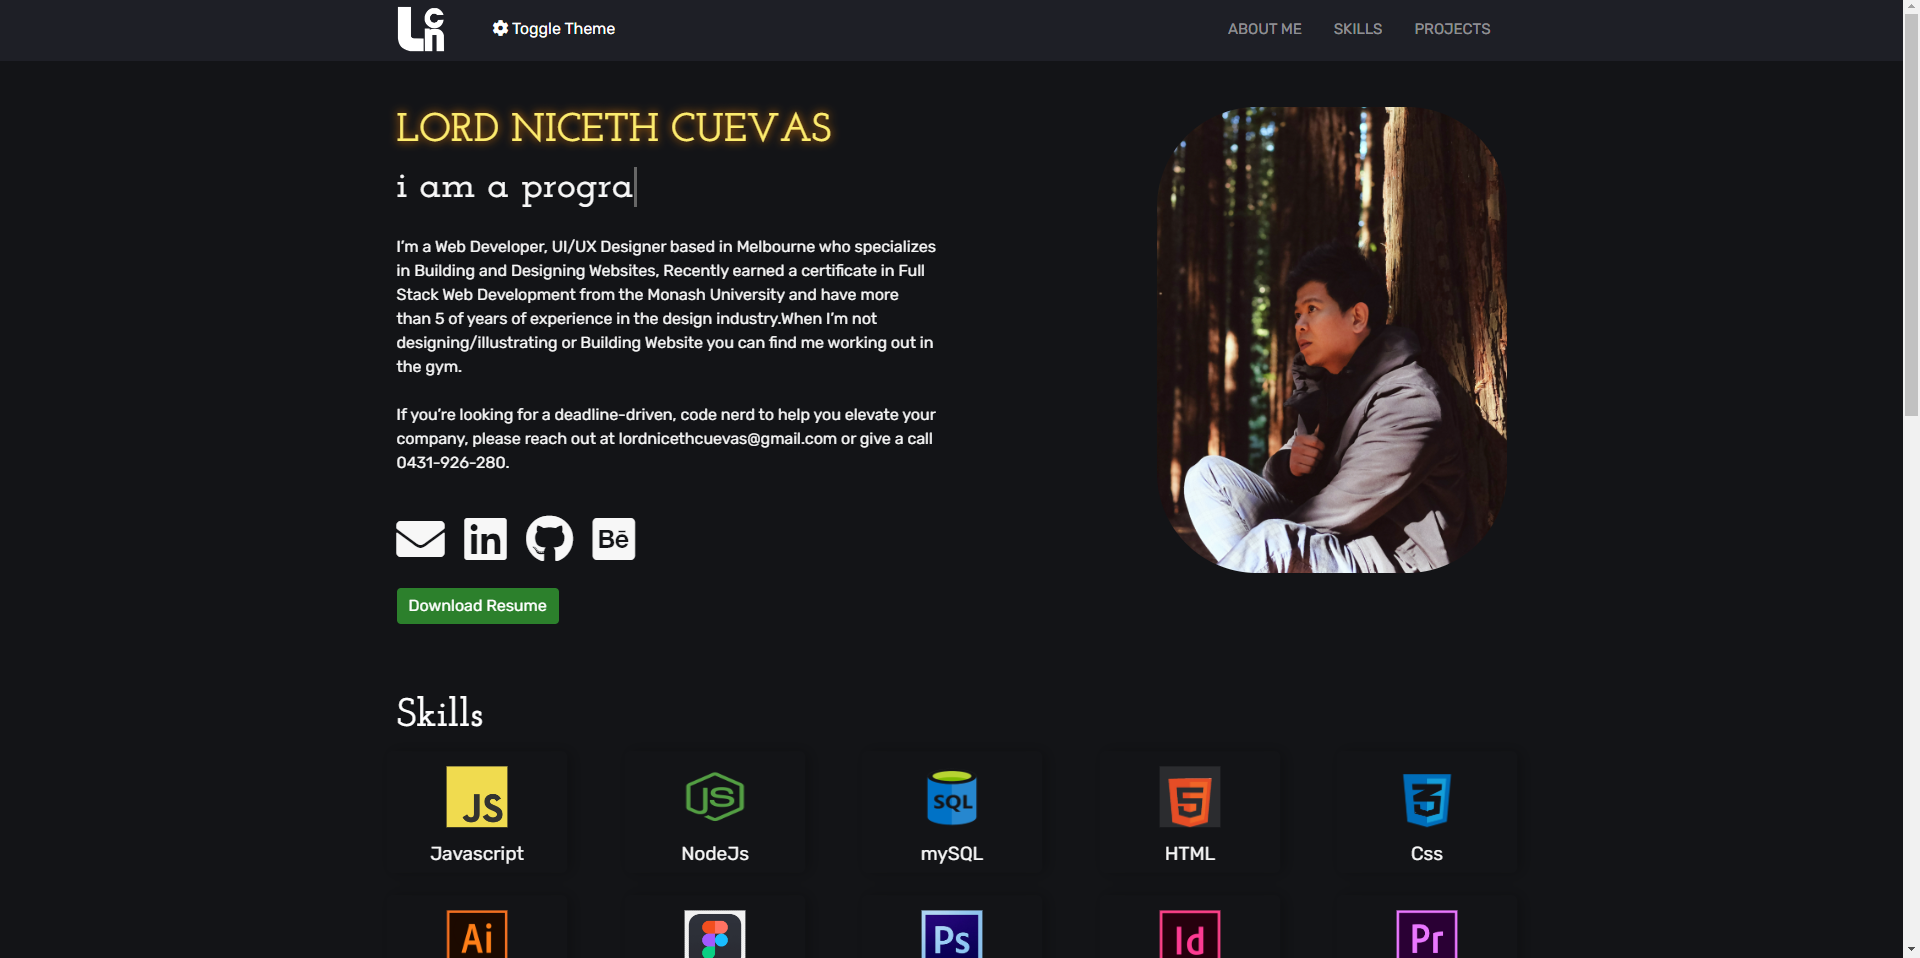 Lcn
Toggle Theme
ABOUT ME
SKILLS
PROJECTS
LORD NICETH CUEVAS
i am a progra
I'm a Web Developer, UI/UX Designer based in Melbourne who specializes
in Building and Designing Websites, Recently earned a certificate in Full
Stack Web Development from the Monash University and have more
than 5 of years of experience in the design industry.When I'm not
designing/illustrating or Building Website you can find me working out in
the gym.
If you're looking for a deadline-driven, code nerd to help you elevate your
company, please reach out at lordnicethcuevas@gmail.com or give a call
0431-926-280.
in
Bē
Download Resume
Skills
JS
JS
SQL
5
3
Javascript
NodeJs
mySQL
HTML
Css
Ai
Ps
Id
Pr